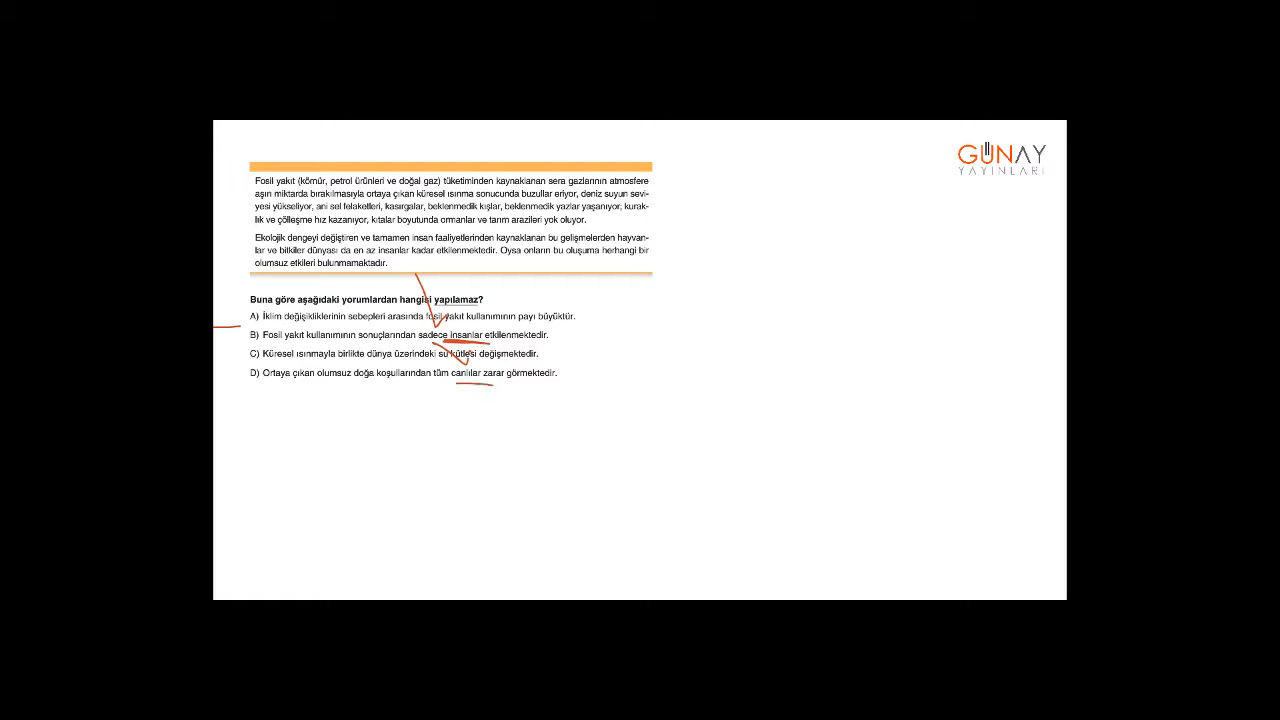 GÜNAY
YAYINLARI
Fosil yakıt (kömür, petrol ürünleri ve doğal gaz) tüketiminden kaynaklanan sera gazlarının atmosfere
aşırı miktarda bırakılmasıyla ortaya çıkan küresel ısınma sonucunda buzullar eriyor, deniz suyun sevi-
yesi yükseliyor, ani sel felaketleri, kasırgalar, beklenmedik kışlar, beklenmedik yazlar yaşanıyor; kurak-
lık ve çölleşme hız kazanıyor, kıtalar boyutunda ormanlar ve tarım arazileri yok oluyor.
Ekolojik dengeyi değiştiren ve tamamen insan faaliyetlerinden kaynaklanan bu gelişmelerden hayvan-
lar ve bitkiler dünyası da en az insanlar kadar etkilenmektedir. Oysa onların bu oluşuma herhangi bir
olumsuz etkileri bulunmamaktadır.
Buna göre aşağıdaki yorumlardan hangisi yapılamaz?
A) İklim değişikliklerinin sebepleri arasında fosil yakıt kullanımının payı büyüktür.
B) Fosil yakıt kullanımının sonuçlarından sadece insanlar etkilenmektedir.
C) Küresel ısınmayla birlikte dünya üzerindeki su kütlesi değişmektedir.
D) Ortaya çıkan olumsuz doğa koşullarından tüm canlılar zarar görmektedir.